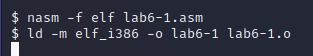 $ nasm -f elf lab6-1.asm
$ ld -m elf_i386 -o lab6-1 lab6-1.o